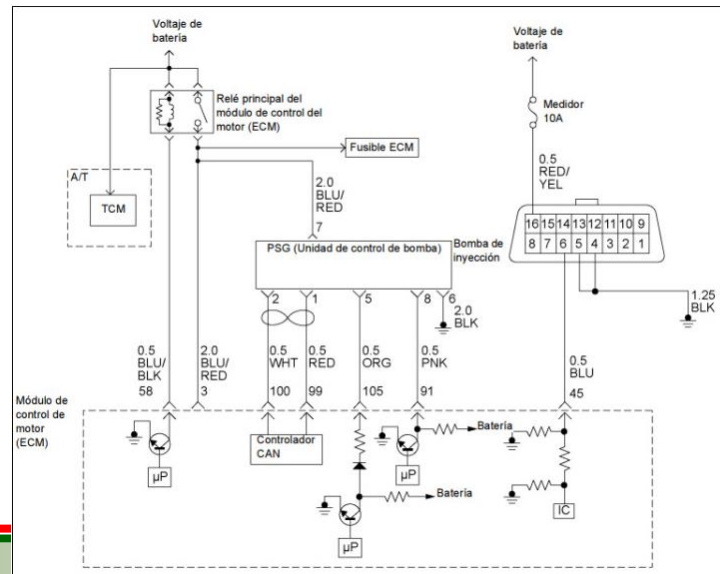 Voltaje de
batería
Voltaje de
batería
Relé principal del
módulo de control del
motor (ECM)
Medidor
10A
Fusible ECM
0.5
RED/
YEL
A/T
TCM
2.0
BLU/
RED
7
16 15 14 13 12 11 10 9
8 7 6 5 4 3 2 1
PSG (Unidad de control de bomba)
Bomba de
inyección
2 1 5 8 6
2.0
BLK
1.25
BLK
0.5
BLU/
BLK
58
2.0
BLU/
RED
3
0.5
WHT
100
0.5
RED
99
0.5
ORG
105
0.5
PNK
91
0.5
BLU
45
Módulo de
control de
motor
(ECM)
Controlador
CAN
µP
Batería
µP
Batería
µP
IC